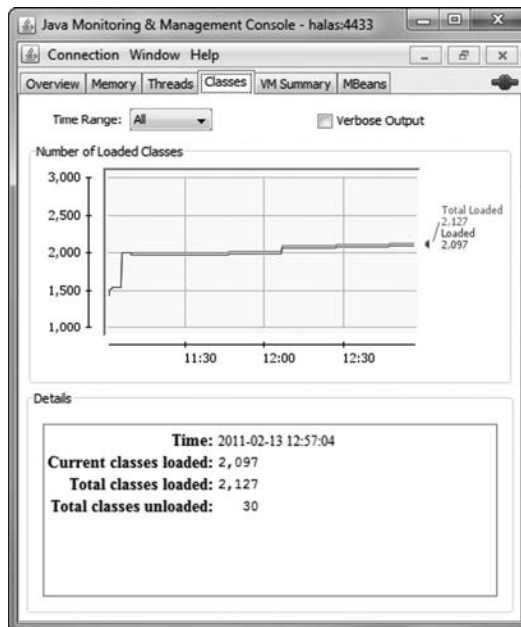 Java Monitoring & Management Console - halas:4433
Connection Window Help
Overview Memory Threads Classes VM Summary MBeans
Time Range: All Verbose Output
Number of Loaded Classes
3,000
2,500
2,000
1,500
1,000
Total Loaded
2,127
Loaded
2,097
11:30 12:00 12:30
Details
Time: 2011-02-13 12:57:04
Current classes loaded: 2,097
Total classes loaded: 2,127
Total classes unloaded: 30